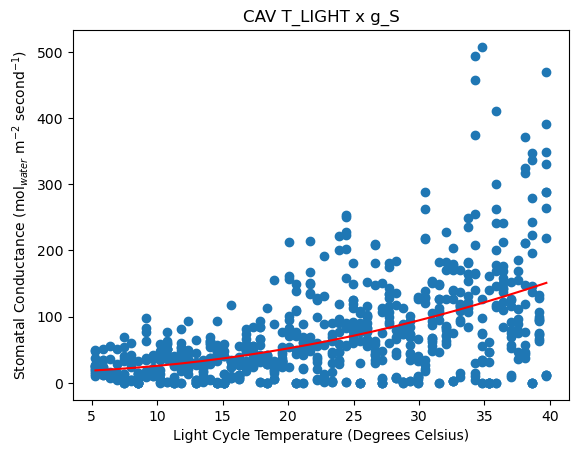 CAV T_LIGHT x g_S
Stomatal Conductance (mol_water m⁻² second⁻¹)
500
400
300
200
100
0
5 10 15 20 25 30 35 40
Light Cycle Temperature (Degrees Celsius)